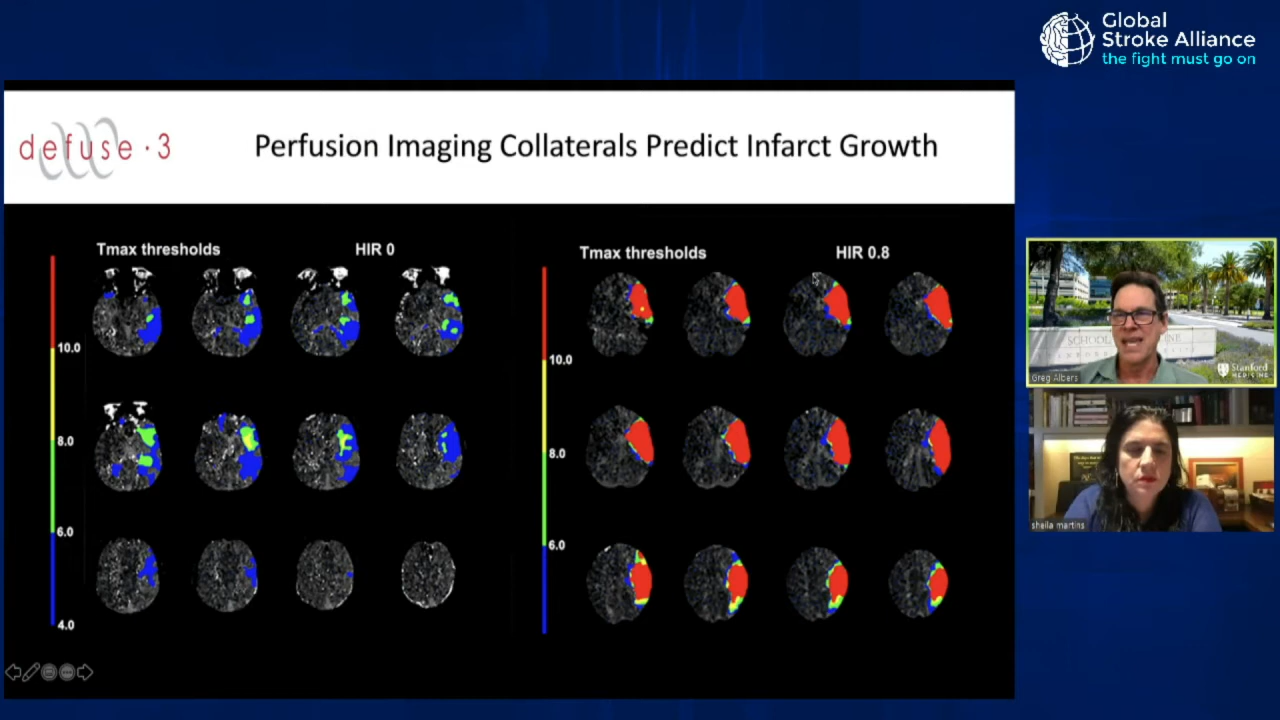 Global
Stroke Alliance
the fight must go on
defuse·3
Perfusion Imaging Collaterals Predict Infarct Growth
Tmax thresholds
HIR 0
10.0
8.0
6.0
4.0
Tmax thresholds
HIR 0.8
10.0
8.0
6.0
Greg Albers
Stanford
MEDICINE
sheila martins